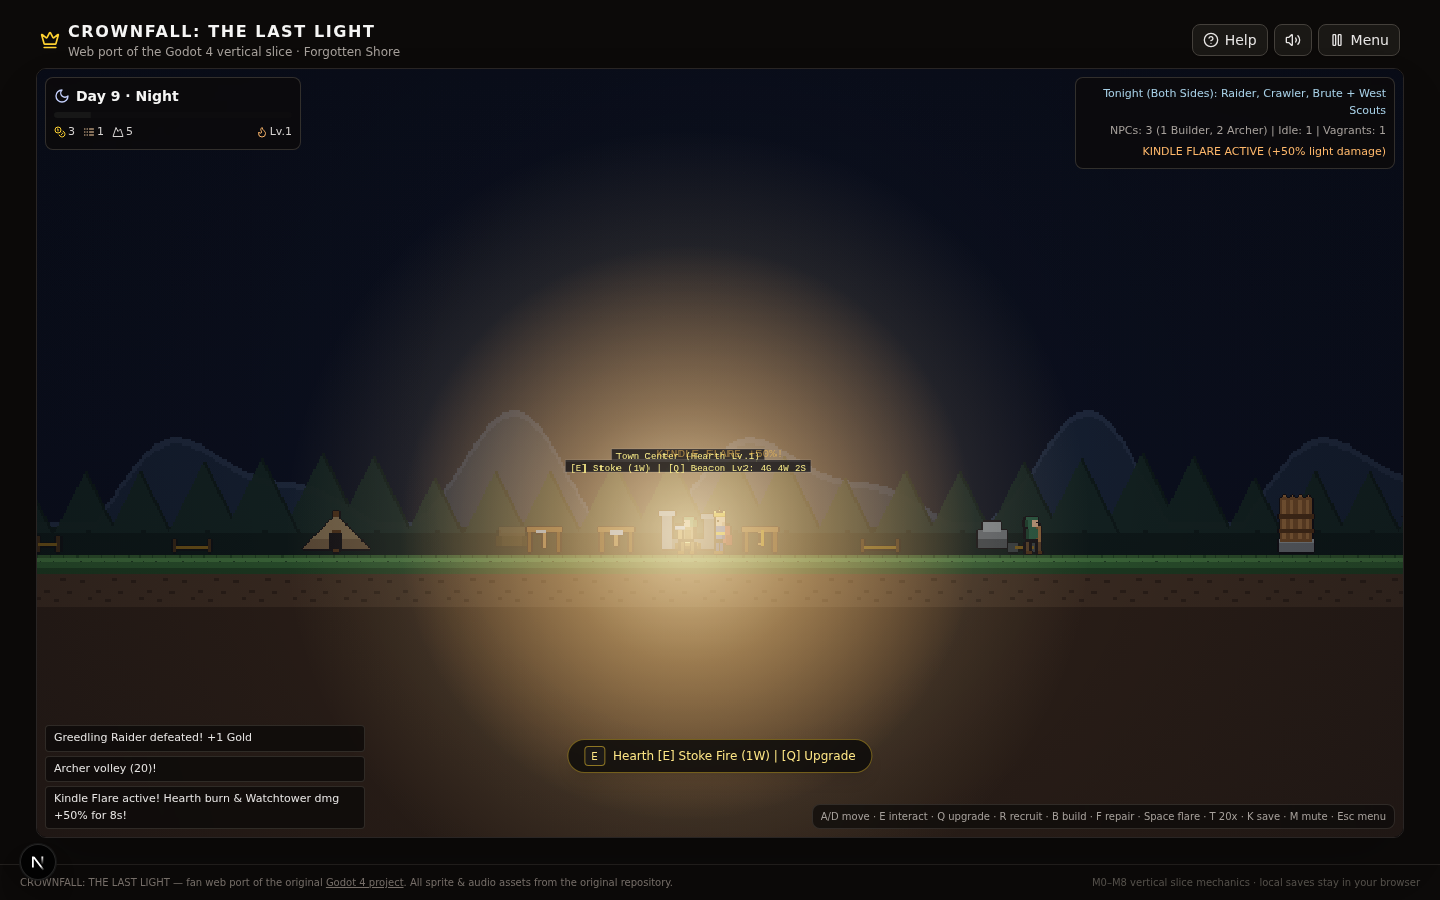 CROWNFALL: THE LAST LIGHT
Web port of the Godot 4 vertical slice · Forgotten Shore
Help
Menu
Day 9 · Night
3 1 5 Lv.1
Tonight (Both Sides): Raider, Crawler, Brute + West
Scouts
NPCs: 3 (1 Builder, 2 Archer) | Idle: 1 | Vagrants: 1
KINDLE FLARE ACTIVE (+50% light damage)
Town Center (Hearth Lv.1)
[E] Stoke (1W) | [Q] Beacon Lv2: 4G 4W 2S
Greedling Raider defeated! +1 Gold
Archer volley (20)!
Kindle Flare active! Hearth burn & Watchtower dmg
+50% for 8s!
E Hearth [E] Stoke Fire (1W) | [Q] Upgrade
A/D move · E interact · Q upgrade · R recruit · B build · F repair · Space flare · T 20x · K save · M mute · Esc menu
N
CROWNFALL: THE LAST LIGHT — fan web port of the original Godot 4 project. All sprite & audio assets from the original repository.
M0–M8 vertical slice mechanics · local saves stay in your browser